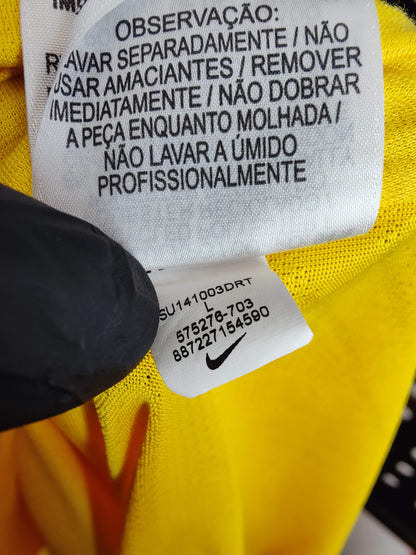 OBSERVAÇÃO:
LAVAR SEPARADAMENTE / NÃO
USAR AMACIANTES / REMOVER
IMEDIATAMENTE / NÃO DOBRAR
A PEÇA ENQUANTO MOLHADA /
NÃO LAVAR A ÚMIDO
PROFISSIONALMENTE
SU141003DRT
L
575276-703
887227154590